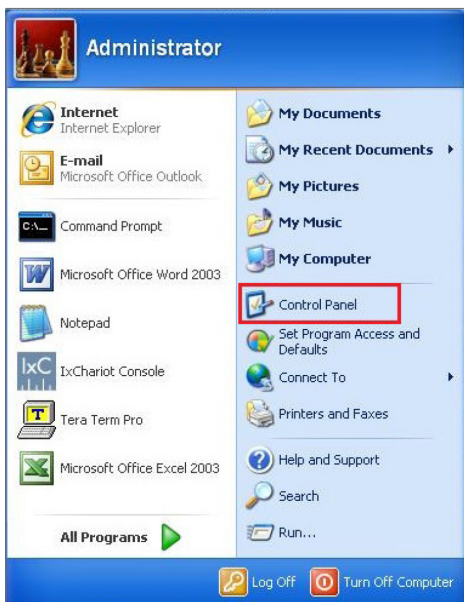 Administrator
Internet
Internet Explorer
E-mail
Microsoft Office Outlook
C:\_
Command Prompt
W
Microsoft Office Word 2003
Notepad
IxC
IxChariot Console
T
Tera Term Pro
X
Microsoft Office Excel 2003
All Programs
My Documents
My Recent Documents
My Pictures
My Music
My Computer
Control Panel
Set Program Access and
Defaults
Connect To
Printers and Faxes
Help and Support
Search
Run...
Log Off
Turn Off Computer